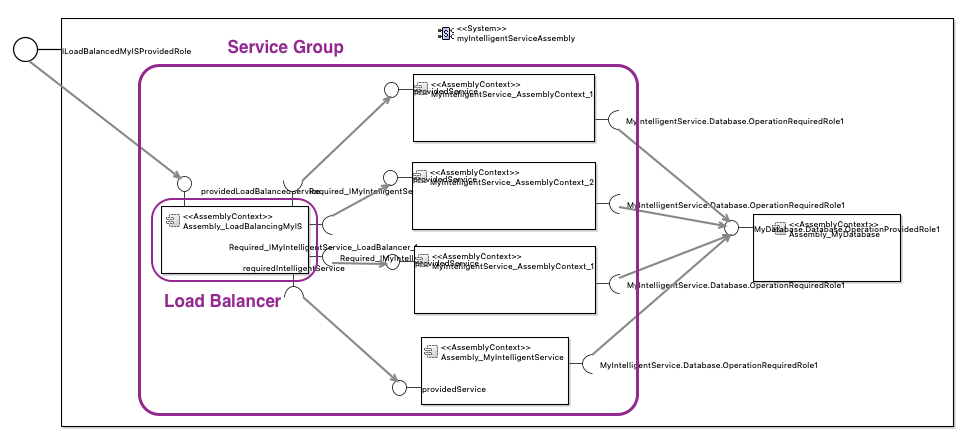 <<System>>
myIntelligentServiceAssembly
Service Group
ILoadBalancedMyISProvidedRole
<<AssemblyContext>>
providedService
MyIntelligentService_AssemblyContext_1
MyIntelligentService.Database.OperationRequiredRole1
<<AssemblyContext>>
providedService
MyIntelligentService_AssemblyContext_2
providedLoadBalancedService
Required_IMyIntelligentSe
MyIntelligentService.Database.OperationRequiredRole1
<<AssemblyContext>>
Assembly_LoadBalancingMyIS
<<AssemblyContext>>
MyDatabase.Database.OperationProvidedRole1
Assembly_MyDatabase
Required_IMyIntelligentService_LoadBalancer_
Required_IMyIntell
<<AssemblyContext>>
providedService
MyIntelligentService_AssemblyContext_1
requiredIntelligentService
MyIntelligentService.Database.OperationRequiredRole1
Load Balancer
<<AssemblyContext>>
Assembly_MyIntelligentService
MyIntelligentService.Database.OperationRequiredRole1
providedService